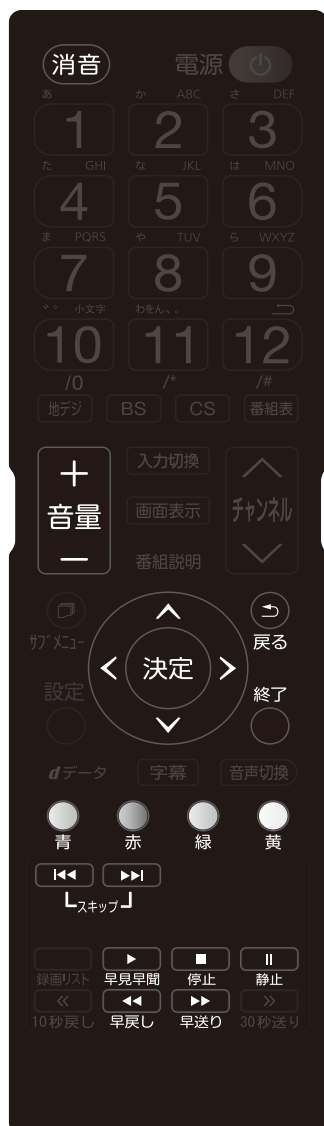 消音 電源
あ か ABC さ DEF
1 2 3
た GHI な JKL は MNO
4 5 6
ま PQRS や TUV ら WXYZ
7 8 9
゛゜ 小文字 わをん、。
10 11 12
/0 /* /#
地デジ BS CS 番組表
+ 入力切換
音量 画面表示 チャンネル
− 番組説明
サブメニュー 決定 戻る
設定 終了
dデータ 字幕 音声切換
青 赤 緑 黄
スキップ
録画リスト 早見早聞 停止 静止
10秒戻し 早戻し 早送り 30秒送り